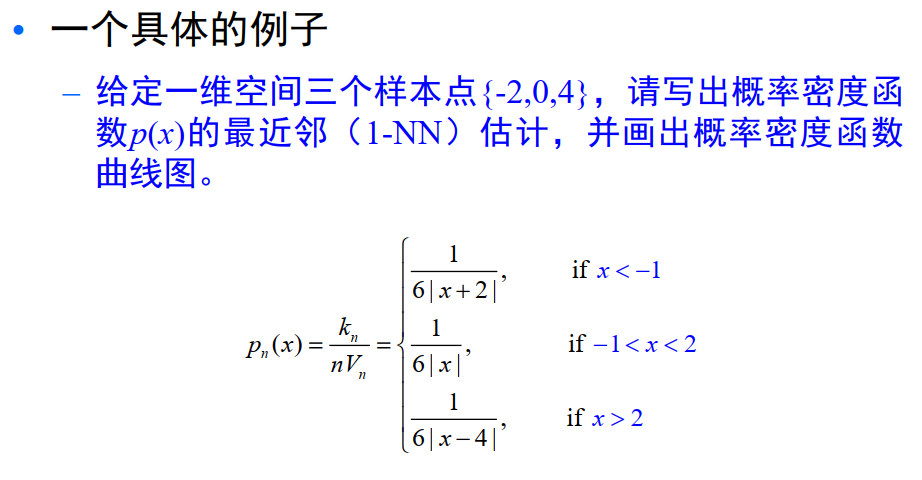 • 一个具体的例子
– 给定一维空间三个样本点{-2,0,4}，请写出概率密度函
数p(x)的最近邻（1-NN）估计，并画出概率密度函数
曲线图。
1/(6|x+2|), if x < −1
pₙ(x) = kₙ/(nVₙ) = { 1/(6|x|), if −1 < x < 2
1/(6|x−4|), if x > 2